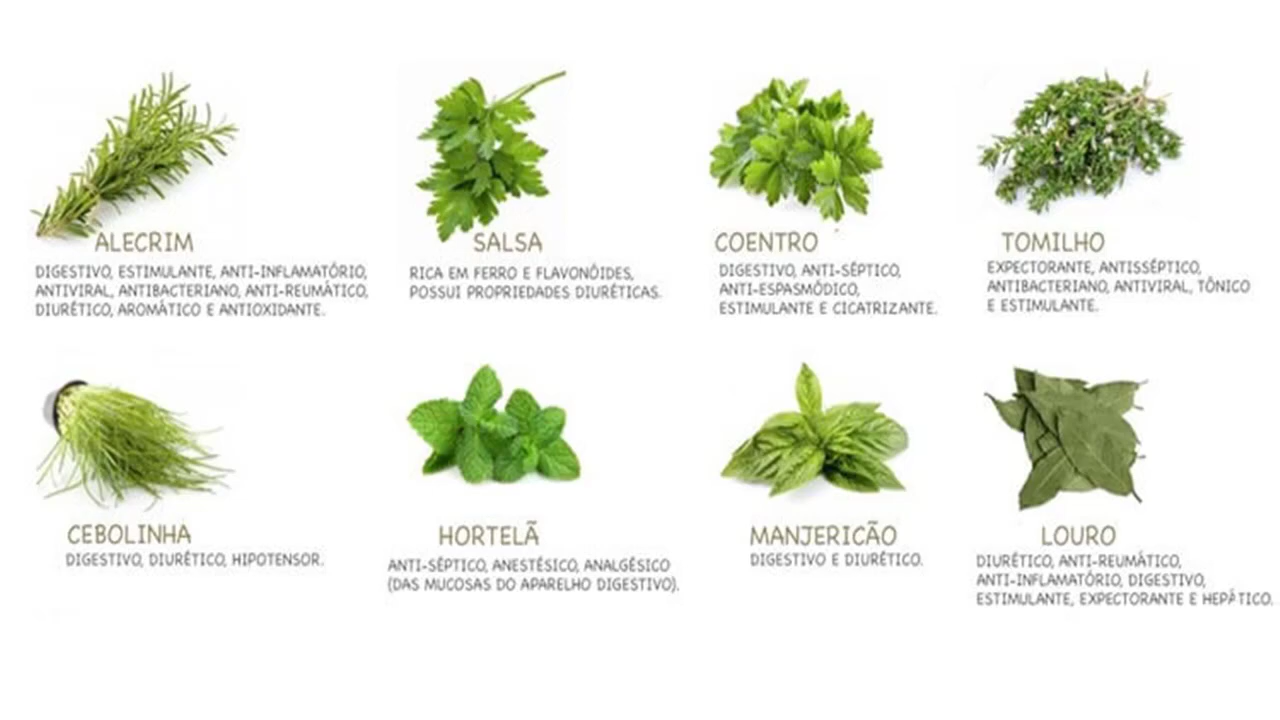 ALECRIM
DIGESTIVO, ESTIMULANTE, ANTI-INFLAMATÓRIO,
ANTIVIRAL, ANTIBACTERIANO, ANTI-REUMÁTICO,
DIURÉTICO, AROMÁTICO E ANTIOXIDANTE.
SALSA
RICA EM FERRO E FLAVONÓIDES,
POSSUI PROPRIEDADES DIURÉTICAS.
COENTRO
DIGESTIVO, ANTI-SÉPTICO,
ANTI-ESPASMÓDICO,
ESTIMULANTE E CICATRIZANTE.
TOMILHO
EXPECTORANTE, ANTISSÉPTICO,
ANTIBACTERIANO, ANTIVIRAL, TÔNICO
E ESTIMULANTE.
CEBOLINHA
DIGESTIVO, DIURÉTICO, HIPOTENSOR.
HORTELÃ
ANTI-SÉPTICO, ANESTÉSICO, ANALGÉSICO
(DAS MUCOSAS DO APARELHO DIGESTIVO).
MANJERICÃO
DIGESTIVO E DIURÉTICO.
LOURO
DIURÉTICO, ANTI-REUMÁTICO,
ANTI-INFLAMATÓRIO, DIGESTIVO,
ESTIMULANTE, EXPECTORANTE E HEPÁTICO.